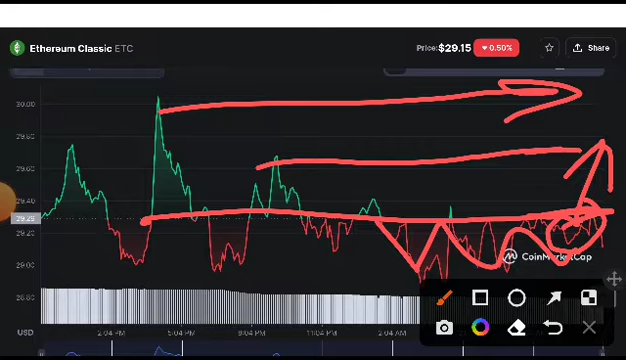 Ethereum Classic ETC
Price: $29.15 ▾ 0.50%
Share
30.00
29.80
29.60
29.40
29.25
29.20
29.00
28.80
CoinMarketCap
USD
2:04 PM 5:04 PM 8:04 PM 11:04 PM 2:04 AM